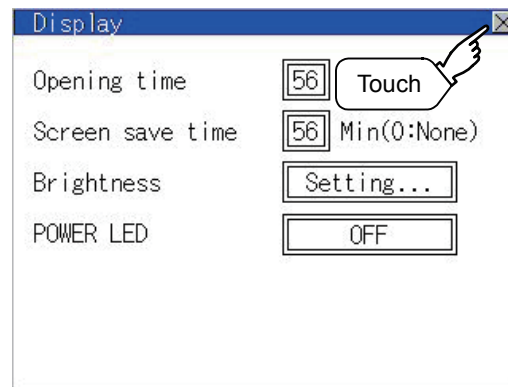 Display
Opening time 56 Touch
Screen save time 56 Min(0:None)
Brightness Setting...
POWER LED OFF